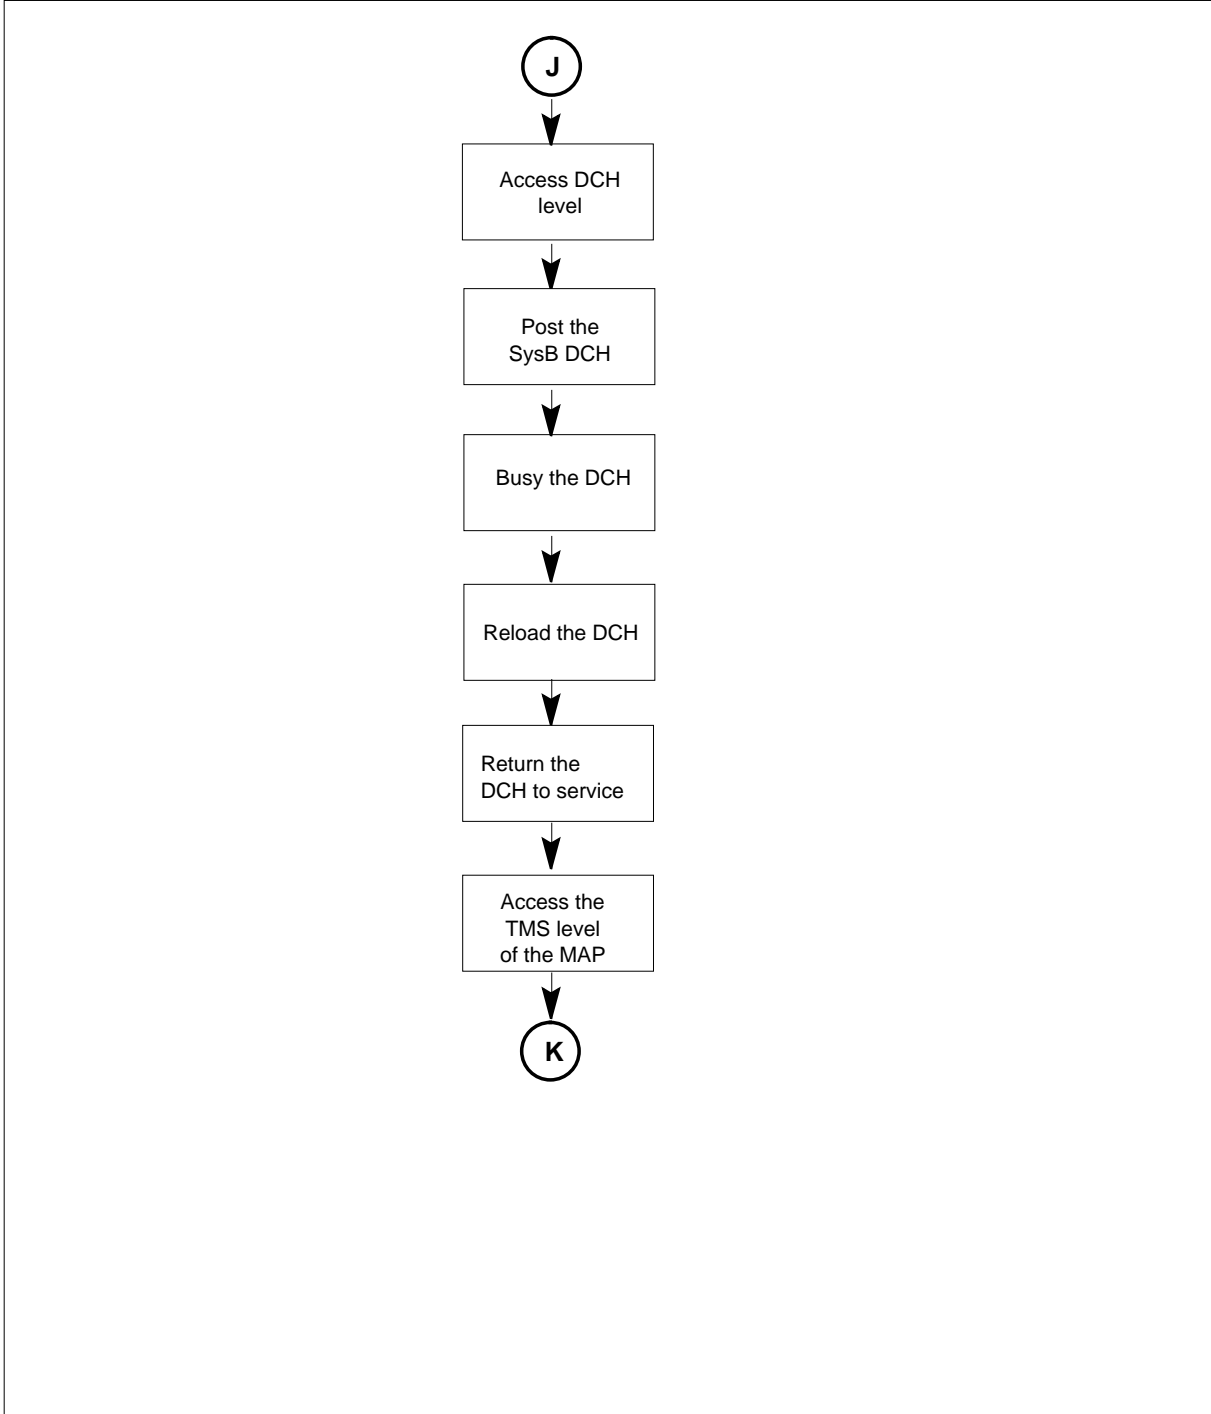 J
Access DCH
level
Post the
SysB DCH
Busy the DCH
Reload the DCH
Return the
DCH to service
Access the
TMS level
of the MAP
K